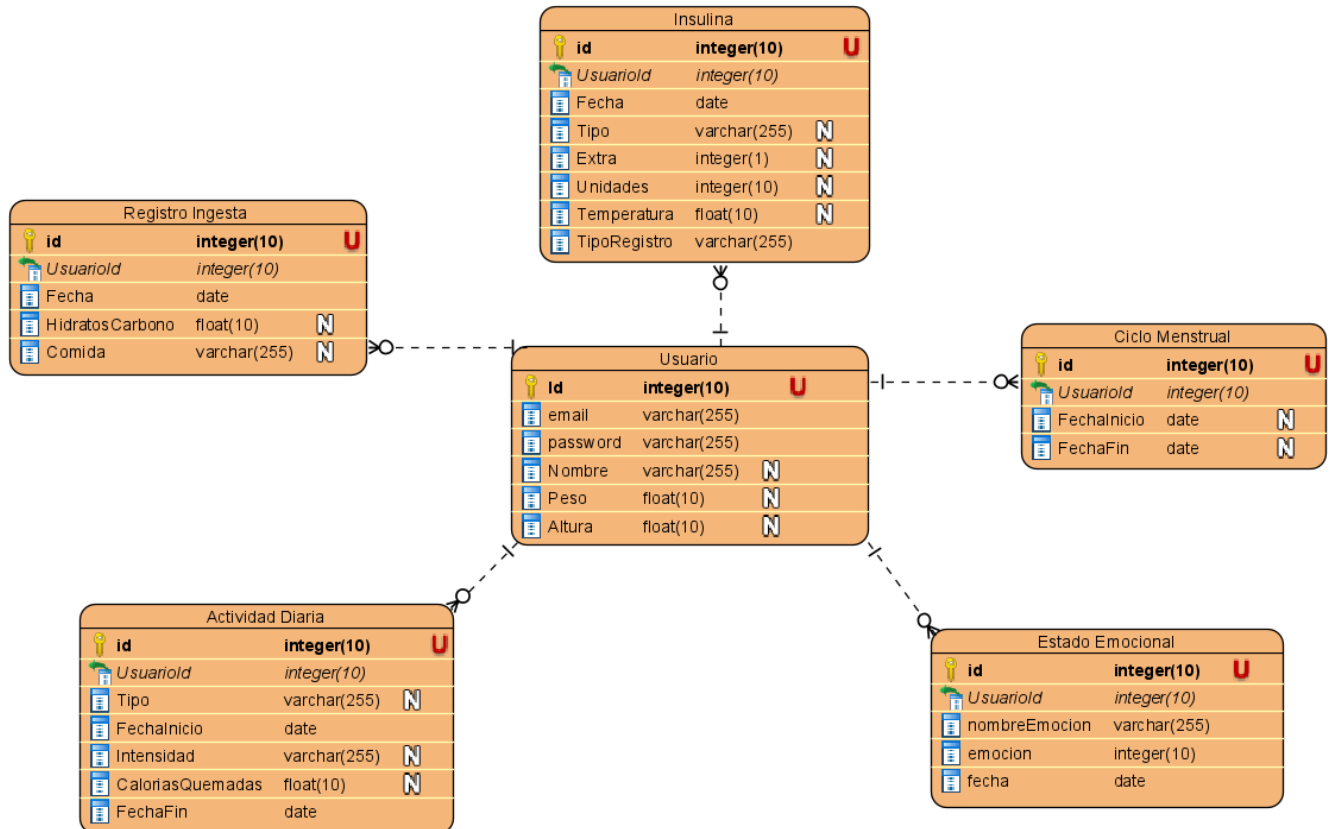 Insulina
id integer(10) U
UsuarioId integer(10)
Fecha date
Tipo varchar(255) N
Extra integer(1) N
Unidades integer(10) N
Temperatura float(10) N
TipoRegistro varchar(255)
Registro Ingesta
id integer(10) U
UsuarioId integer(10)
Fecha date
HidratosCarbono float(10) N
Comida varchar(255) N
Usuario
Id integer(10) U
email varchar(255)
password varchar(255)
Nombre varchar(255) N
Peso float(10) N
Altura float(10) N
Ciclo Menstrual
id integer(10) U
UsuarioId integer(10)
FechaInicio date N
FechaFin date N
Actividad Diaria
id integer(10) U
UsuarioId integer(10)
Tipo varchar(255) N
FechaInicio date
Intensidad varchar(255) N
CaloriasQuemadas float(10) N
FechaFin date
Estado Emocional
id integer(10) U
UsuarioId integer(10)
nombreEmocion varchar(255)
emocion integer(10)
fecha date